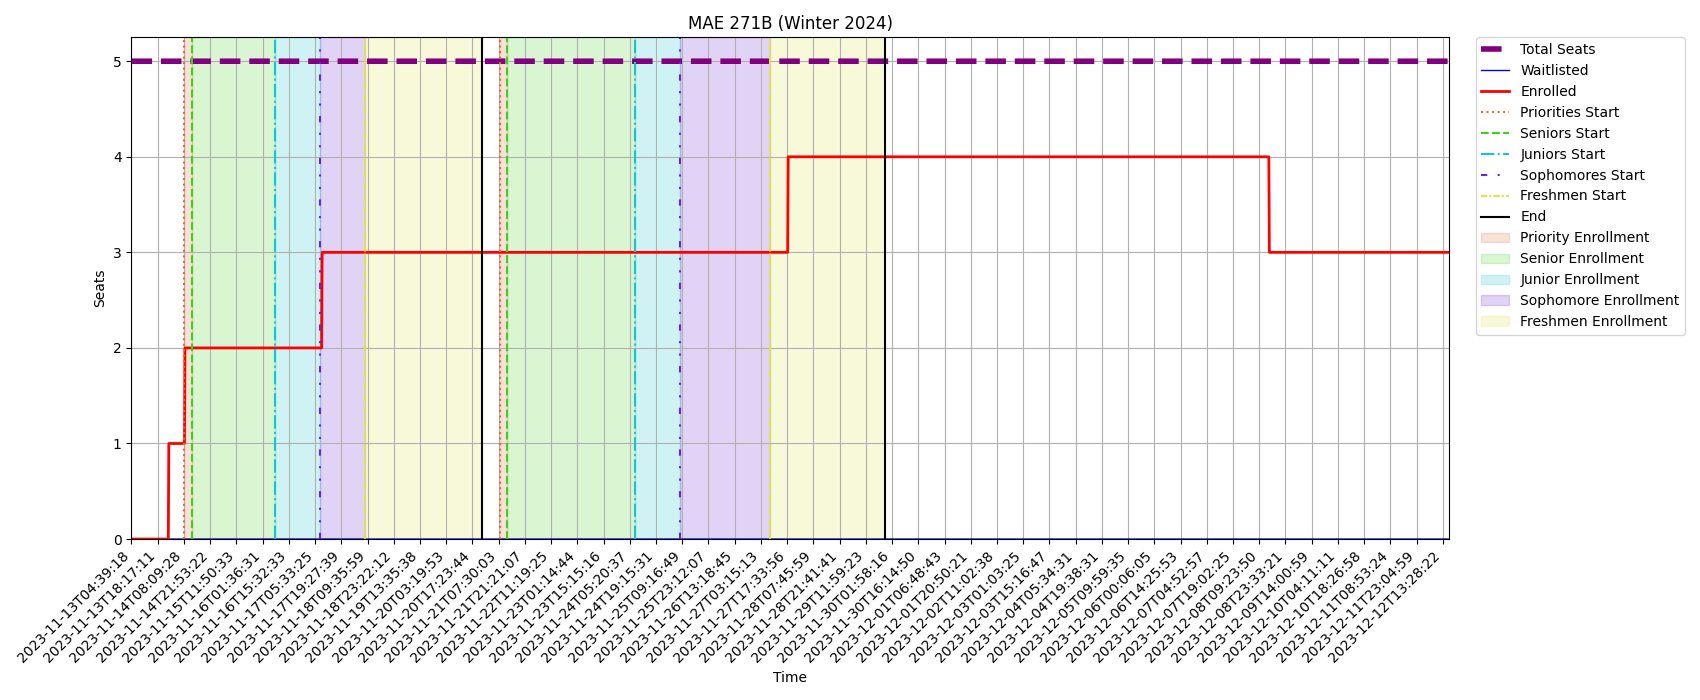 MAE 271B (Winter 2024)
Seats
5
4
3
2
1
0
2023-11-13T04:39:18
2023-11-13T18:17:11
2023-11-14T08:09:28
2023-11-14T21:53:22
2023-11-15T11:50:33
2023-11-16T01:36:31
2023-11-16T15:32:33
2023-11-17T05:33:25
2023-11-17T19:27:39
2023-11-18T09:35:59
2023-11-18T23:22:12
2023-11-19T13:35:38
2023-11-20T03:19:53
2023-11-20T17:23:44
2023-11-21T07:30:03
2023-11-21T21:21:07
2023-11-22T11:19:25
2023-11-23T01:14:44
2023-11-23T15:15:16
2023-11-24T05:20:37
2023-11-24T19:15:31
2023-11-25T09:16:49
2023-11-25T23:12:07
2023-11-26T13:18:45
2023-11-27T03:15:13
2023-11-27T17:33:56
2023-11-28T07:45:59
2023-11-28T21:41:41
2023-11-29T11:59:23
2023-11-30T01:58:16
2023-11-30T16:14:50
2023-12-01T06:48:43
2023-12-01T20:50:21
2023-12-02T11:02:38
2023-12-03T01:03:25
2023-12-03T15:16:47
2023-12-04T05:34:31
2023-12-04T19:38:31
2023-12-05T09:59:35
2023-12-06T00:06:05
2023-12-06T14:25:53
2023-12-07T04:52:57
2023-12-07T19:02:25
2023-12-08T09:23:50
2023-12-08T23:33:21
2023-12-09T14:00:59
2023-12-10T04:11:11
2023-12-10T18:26:58
2023-12-11T08:53:24
2023-12-11T23:04:59
2023-12-12T13:28:22
Time
Total Seats
Waitlisted
Enrolled
Priorities Start
Seniors Start
Juniors Start
Sophomores Start
Freshmen Start
End
Priority Enrollment
Senior Enrollment
Junior Enrollment
Sophomore Enrollment
Freshmen Enrollment